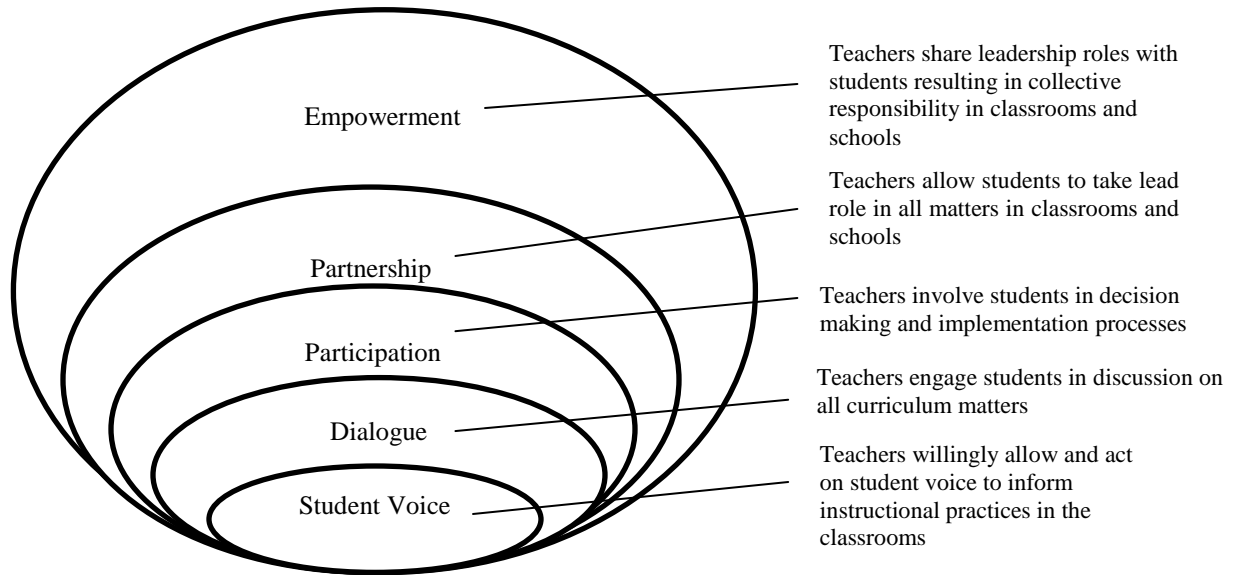 Empowerment
Teachers share leadership roles with
students resulting in collective
responsibility in classrooms and
schools
Partnership
Teachers allow students to take lead
role in all matters in classrooms and
schools
Participation
Teachers involve students in decision
making and implementation processes
Dialogue
Teachers engage students in discussion on
all curriculum matters
Student Voice
Teachers willingly allow and act
on student voice to inform
instructional practices in the
classrooms